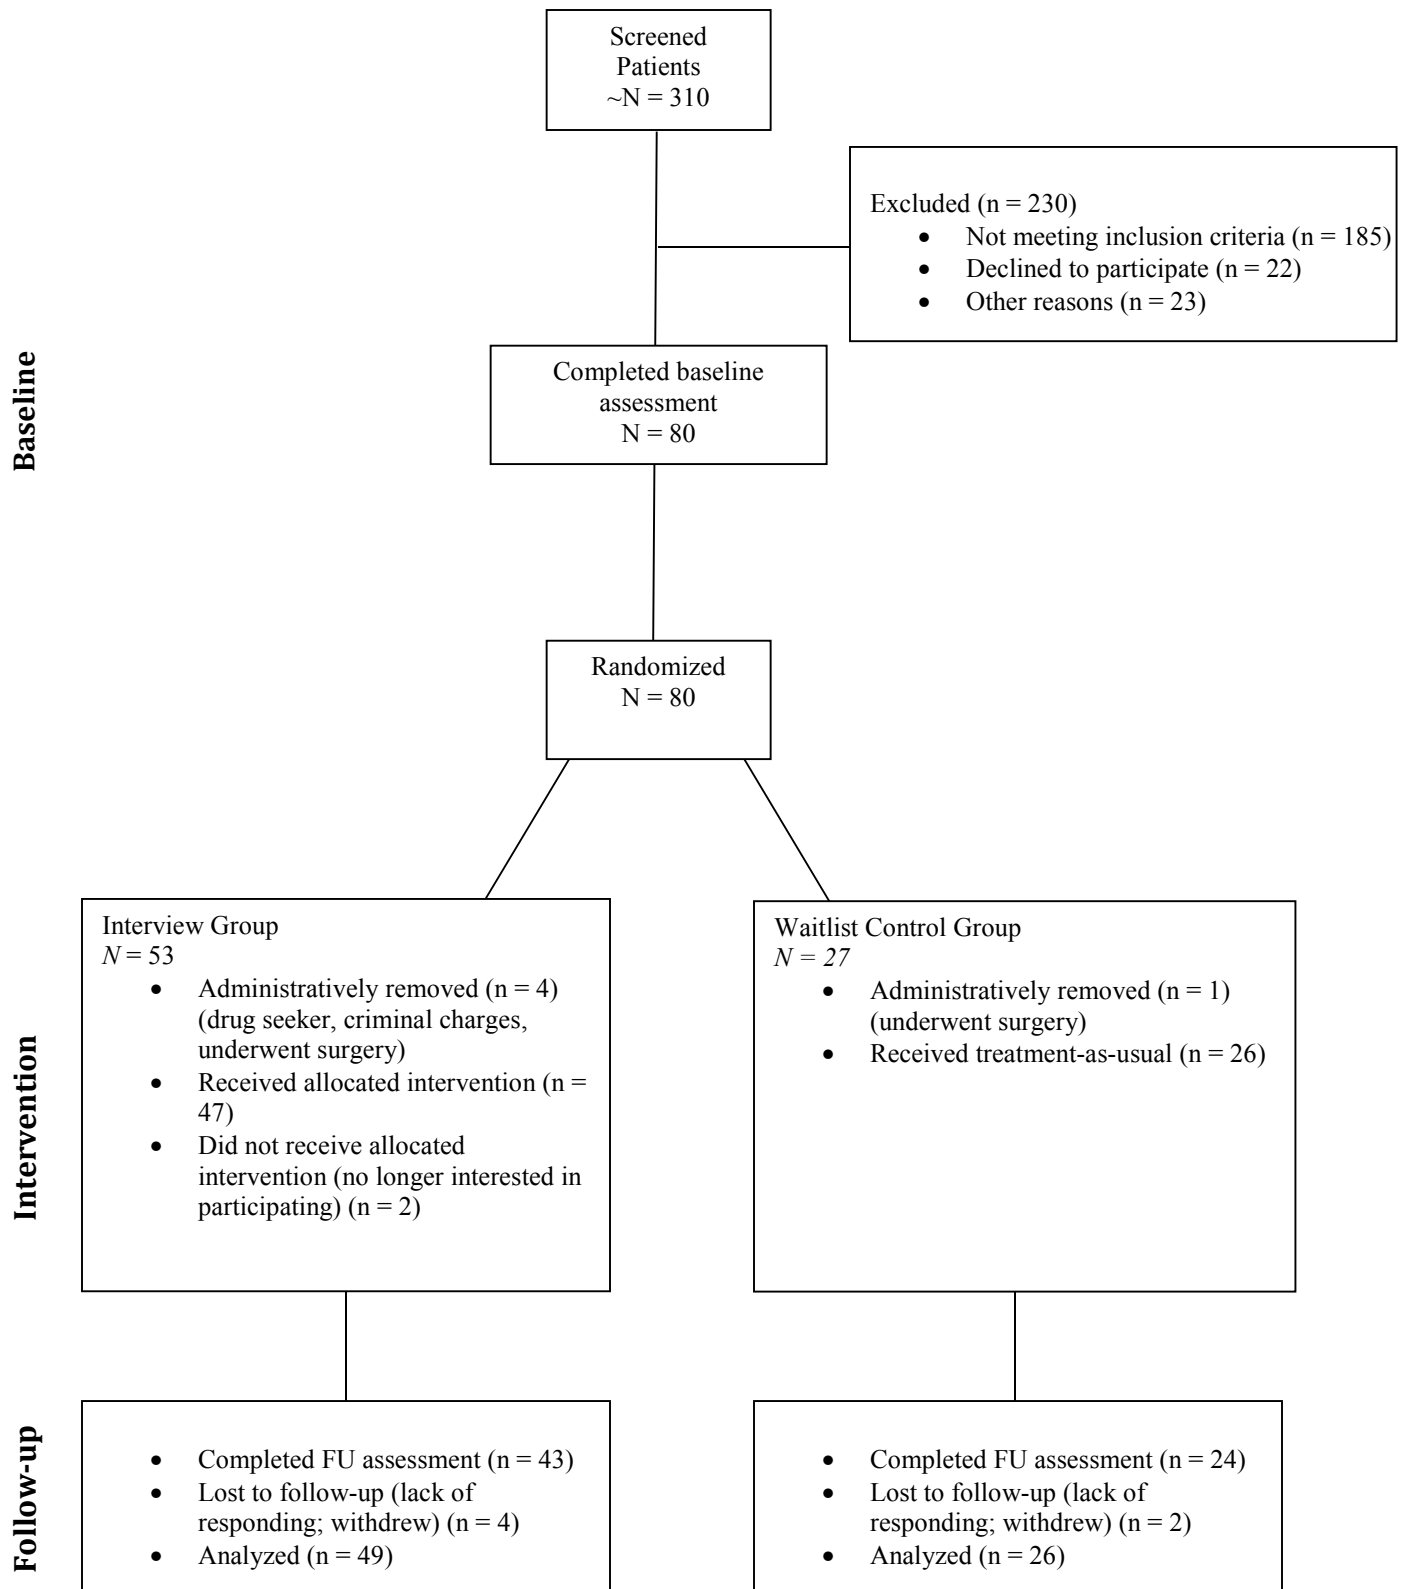 Screened
Patients
~N = 310
Excluded (n = 230)
• Not meeting inclusion criteria (n = 185)
• Declined to participate (n = 22)
• Other reasons (n = 23)
Baseline
Completed baseline
assessment
N = 80
Randomized
N = 80
Intervention
Interview Group
N = 53
• Administratively removed (n = 4)
(drug seeker, criminal charges,
underwent surgery)
• Received allocated intervention (n =
47)
• Did not receive allocated
intervention (no longer interested in
participating) (n = 2)
Waitlist Control Group
N = 27
• Administratively removed (n = 1)
(underwent surgery)
• Received treatment-as-usual (n = 26)
Follow-up
• Completed FU assessment (n = 43)
• Lost to follow-up (lack of
responding; withdrew) (n = 4)
• Analyzed (n = 49)
• Completed FU assessment (n = 24)
• Lost to follow-up (lack of
responding; withdrew) (n = 2)
• Analyzed (n = 26)